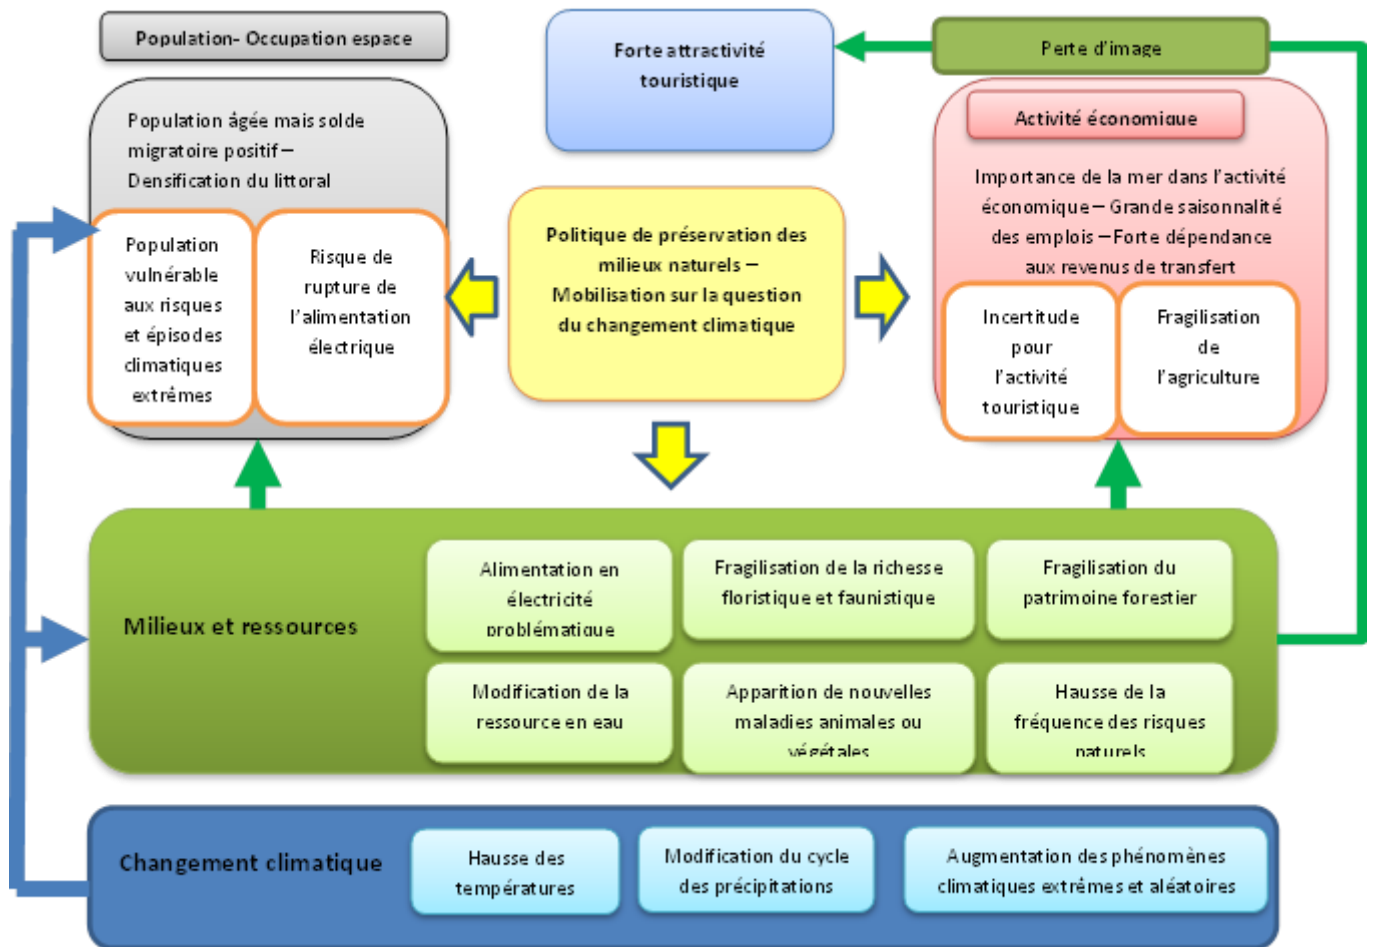 Population- Occupation espace
Population âgée mais solde
migratoire positif –
Densification du littoral
Population
vulnérable
aux risques
et épisodes
climatiques
extrêmes
Risque de
rupture de
l'alimentation
électrique
Forte attractivité
touristique
Perte d'image
Politique de préservation des
milieux naturels –
Mobilisation sur la question
du changement climatique
Activité économique
Importance de la mer dans l'activité
économique – Grande saisonnalité
des emplois – Forte dépendance
aux revenus de transfert
Incertitude
pour
l'activité
touristique
Fragilisation
de
l'agriculture
Milieux et ressources
Alimentation en
électricité
problématique
Fragilisation de la richesse
floristique et faunistique
Fragilisation du
patrimoine forestier
Modification de la
ressource en eau
Apparition de nouvelles
maladies animales ou
végétales
Hausse de la
fréquence des risques
naturels
Changement climatique
Hausse des
températures
Modification du cycle
des précipitations
Augmentation des phénomènes
climatiques extrêmes et aléatoires